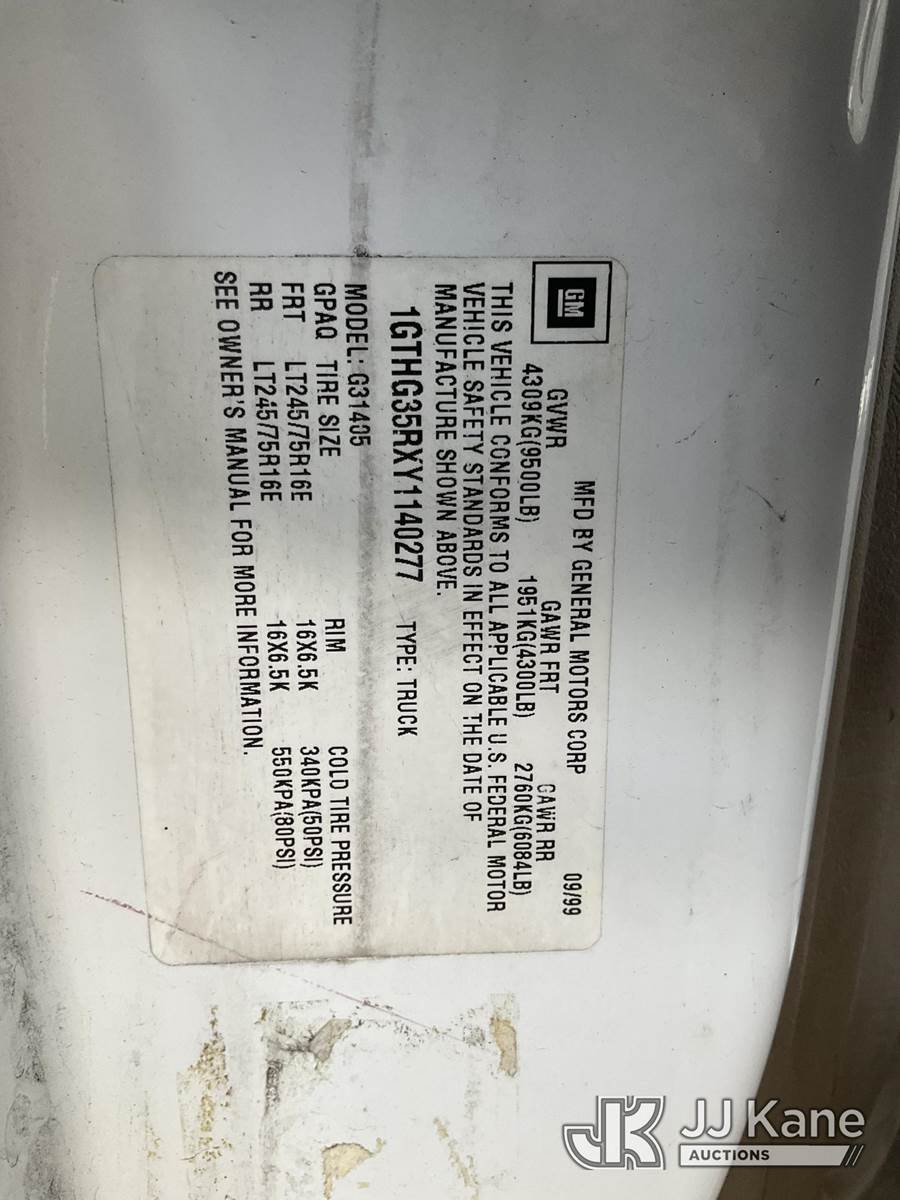 GM
MFD BY GENERAL MOTORS CORP 09/99
GVWR GAWR FRT GAWR RR
4309KG(9500LB) 1951KG(4300LB) 2760KG(6084LB)
THIS VEHICLE CONFORMS TO ALL APPLICABLE U.S. FEDERAL MOTOR
VEHICLE SAFETY STANDARDS IN EFFECT ON THE DATE OF
MANUFACTURE SHOWN ABOVE.
1GTHG35RXY1140277 TYPE: TRUCK
MODEL: G31405
GPAQ TIRE SIZE RIM COLD TIRE PRESSURE
FRT LT245/75R16E 16X6.5K 340KPA(50PSI)
RR LT245/75R16E 16X6.5K 550KPA(80PSI)
SEE OWNER'S MANUAL FOR MORE INFORMATION.
JK JJ Kane
AUCTIONS